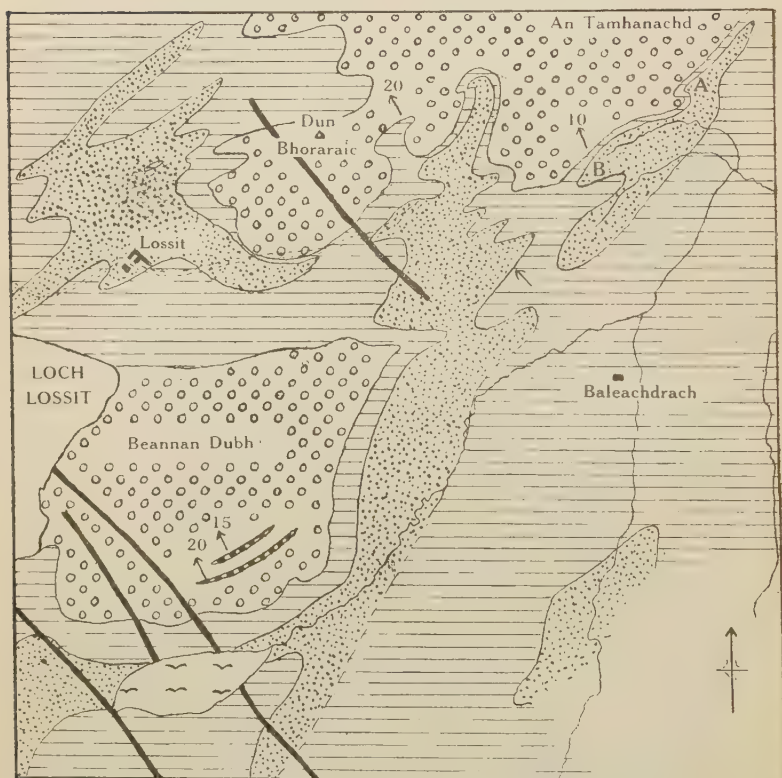 An Tamhanachd
A
20
Dun
Bhoraraic
10
B
Lossit
LOCH
LOSSIT
Baleachdrach
Beannan Dubh
15
20